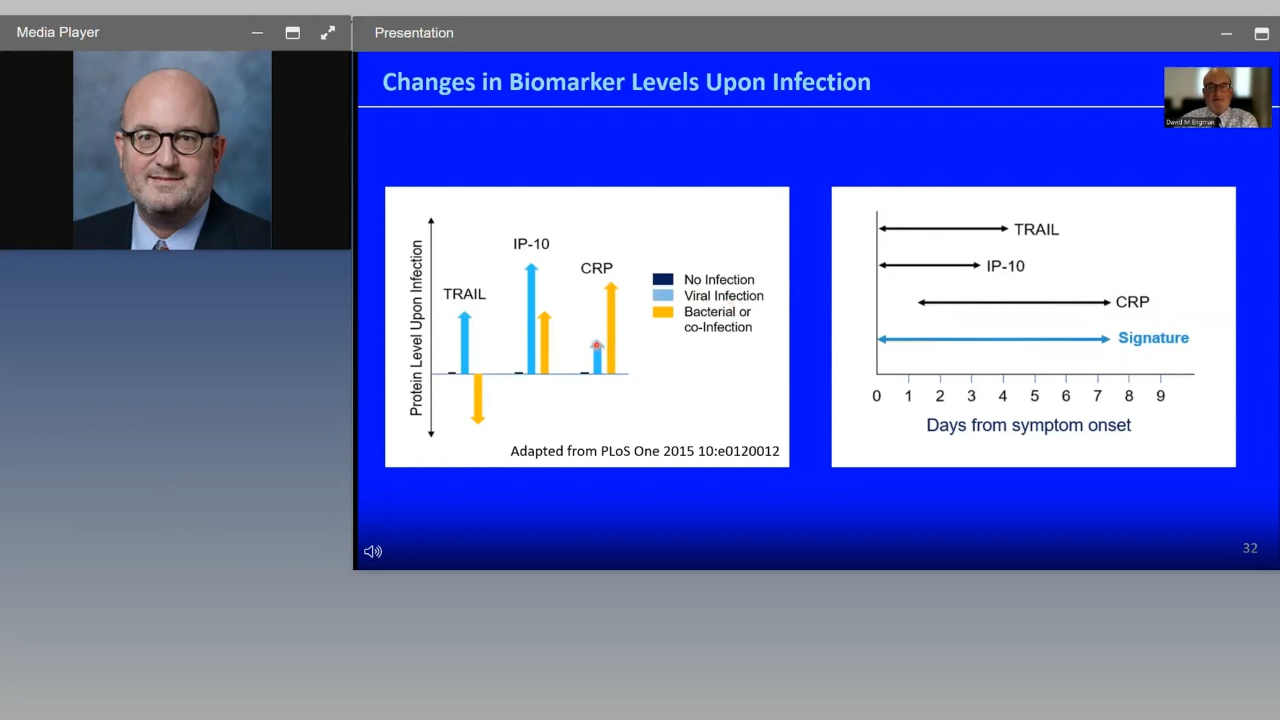 Media Player
Presentation
Changes in Biomarker Levels Upon Infection
David M Engman
Protein Level Upon Infection
TRAIL
IP-10
CRP
No Infection
Viral Infection
Bacterial or
co-Infection
Adapted from PLoS One 2015 10:e0120012
TRAIL
IP-10
CRP
Signature
0 1 2 3 4 5 6 7 8 9
Days from symptom onset
32